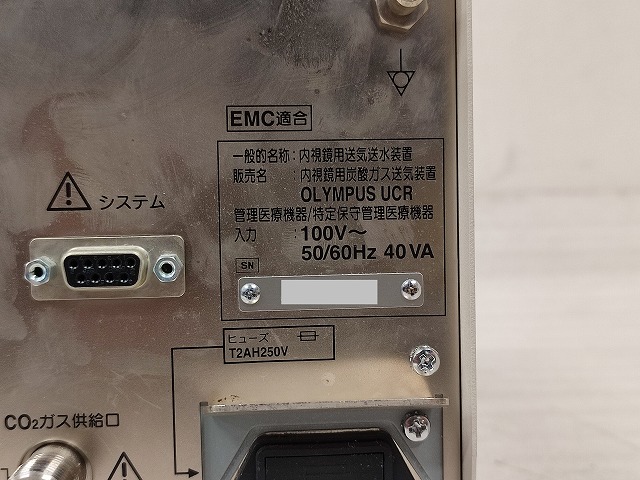 EMC適合
一般的名称：内視鏡用送気送水装置
販売名　：内視鏡用炭酸ガス送気装置
OLYMPUS UCR
管理医療機器/特定保守管理医療機器
入力　：100V～
50/60Hz 40VA
SN
システム
ヒューズ
T2AH250V
CO₂ガス供給口